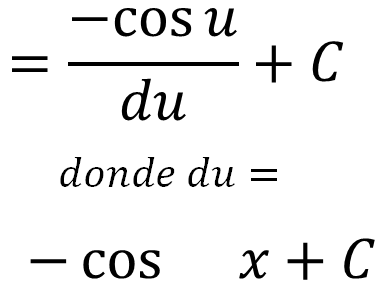 = −cos u / du + C
donde du =
− cos x + C